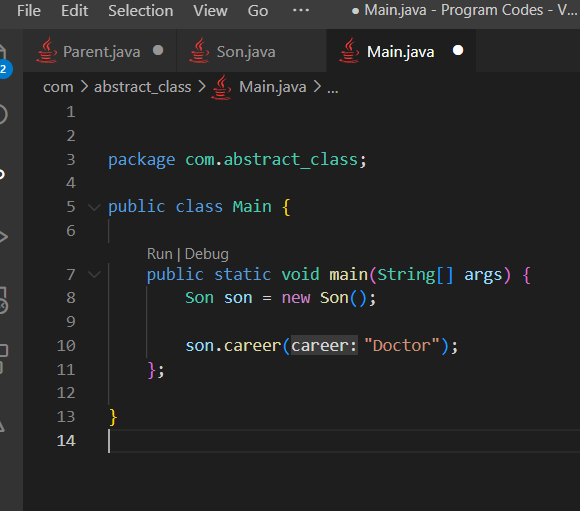 File Edit Selection View Go ··· ● Main.java - Program Codes - V...
Parent.java ● Son.java Main.java ●
2
com > abstract_class > Main.java > ...
1
2
3 package com.abstract_class;
4
5 public class Main {
6
Run | Debug
7 public static void main(String[] args) {
8 Son son = new Son();
9
10 son.career(career: "Doctor");
11 };
12
13 }
14